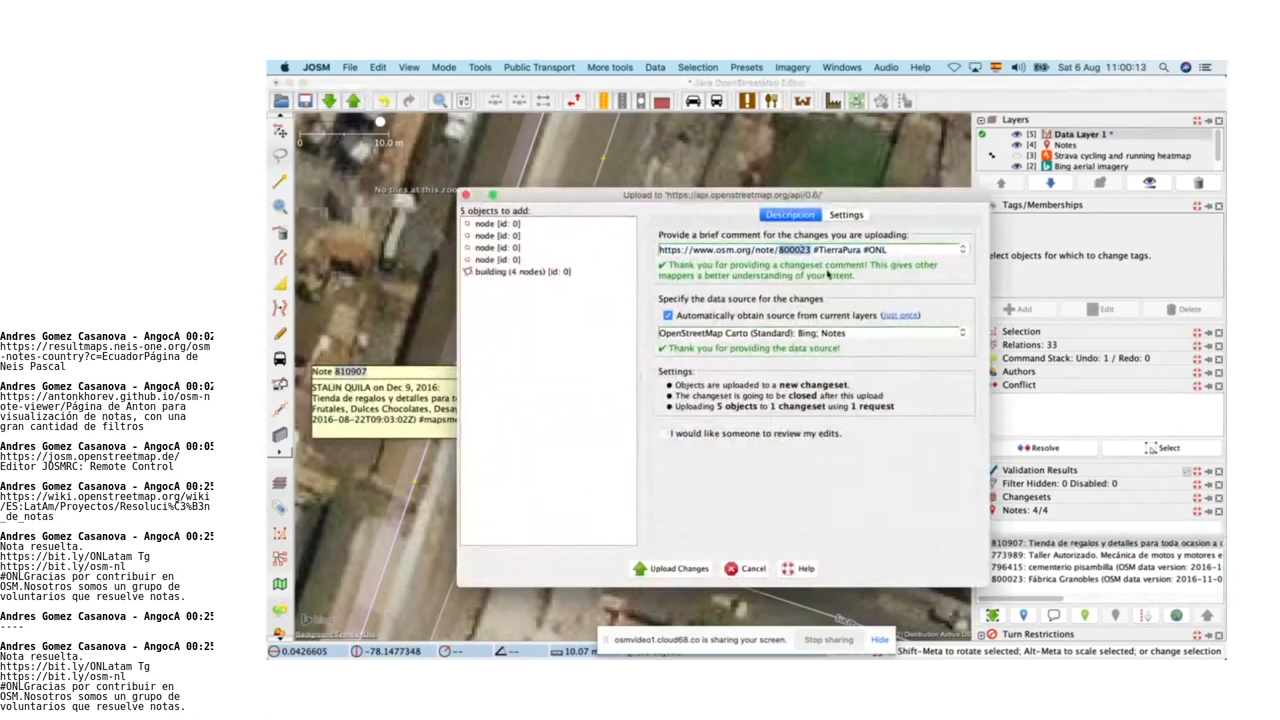 JOSM File Edit View Mode Tools Public Transport More tools Data Selection Presets Imagery Windows Audio Help Sat 6 Aug 11:00:13
* Java OpenStreetMap Editor
0 10.0 m
No tiles at this zoo
Upload to 'https://api.openstreetmap.org/api/0.6/'
5 objects to add:
node [id: 0]
node [id: 0]
node [id: 0]
node [id: 0]
building (4 nodes) [id: 0]
Description Settings
Provide a brief comment for the changes you are uploading:
https://www.osm.org/note/800023 #TierraPura #ONL
✔ Thank you for providing a changeset comment! This gives other
mappers a better understanding of your intent.
Specify the data source for the changes
Automatically obtain source from current layers (just once)
OpenStreetMap Carto (Standard); Bing; Notes
✔ Thank you for providing the data source!
Settings:
● Objects are uploaded to a new changeset.
● The changeset is going to be closed after this upload
● Uploading 5 objects to 1 changeset using 1 request
I would like someone to review my edits.
Upload Changes Cancel Help
Note 810907
STALIN QUILA on Dec 9, 2016:
Tienda de regalos y detalles para t
Frutales, Dulces Chocolates, Desay
2016-08-22T09:03:02Z) #mapsme
Layers
[5] Data Layer 1 *
[4] Notes
[3] Strava cycling and running heatmap
[2] Bing aerial imagery
Tags/Memberships
elect objects for which to change tags.
Add Edit Delete
Selection
Relations: 33
Command Stack: Undo: 1 / Redo: 0
Authors
Conflict
Resolve Select
Validation Results
Filter Hidden: 0 Disabled: 0
Changesets
Notes: 4/4
810907: Tienda de regalos y detalles para toda ocasion a d
773989: Taller Autorizado. Mecánica de motos y motores e
796415: cementerio pisambilla (OSM data version: 2016-1
800023: Fábrica Granobles (OSM data version: 2016-11-0
Turn Restrictions
bing
osmvideo1.cloud68.co is sharing your screen. Stop sharing Hide
0.0426605 -78.1477348 -- -- 10.07 m
Shift-Meta to rotate selected; Alt-Meta to scale selected; or change selection
Andres Gomez Casanova - AngocA 00:02
https://resultmaps.neis-one.org/osm
-notes-country?c=EcuadorPágina de
Neis Pascal
Andres Gomez Casanova - AngocA 00:02
https://antonkhorev.github.io/osm-n
ote-viewer/Página de Anton para
visualización de notas, con una
gran cantidad de filtros
Andres Gomez Casanova - AngocA 00:05
https://josm.openstreetmap.de/
Editor JOSMRC: Remote Control
Andres Gomez Casanova - AngocA 00:25
https://wiki.openstreetmap.org/wiki
/ES:LatAm/Proyectos/Resoluci%C3%B3n
_de_notas
Andres Gomez Casanova - AngocA 00:25
Nota resuelta.
https://bit.ly/ONLatam Tg
https://bit.ly/osm-nl
#ONLGracias por contribuir en
OSM.Nosotros somos un grupo de
voluntarios que resuelve notas.
Andres Gomez Casanova - AngocA 00:25
----
Andres Gomez Casanova - AngocA 00:25
Nota resuelta.
https://bit.ly/ONLatam Tg
https://bit.ly/osm-nl
#ONLGracias por contribuir en
OSM.Nosotros somos un grupo de
voluntarios que resuelve notas.